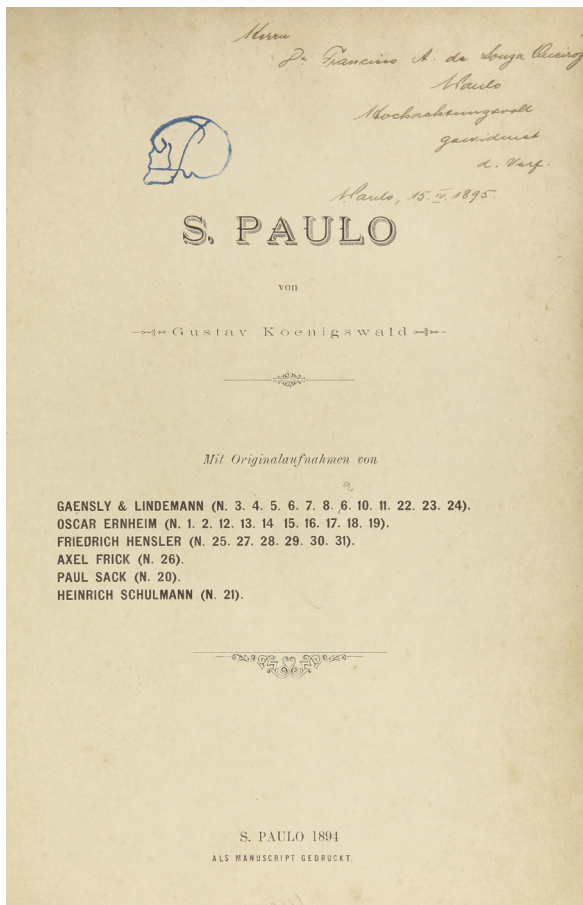 Herrn
Dr Francisco A. de Souza Queiroz
S Paulo
Hochachtungsvoll
gewidmet
d. Verf.
S Paulo, 15. IV. 1895.
S. PAULO
von
Gustav Koenigswald
Mit Originalaufnahmen von
9
GAENSLY & LINDEMANN (N. 3. 4. 5. 6. 7. 8. 6. 10. 11. 22. 23. 24).
OSCAR ERNHEIM (N. 1. 2. 12. 13. 14 15. 16. 17. 18. 19).
FRIEDRICH HENSLER (N. 25. 27. 28. 29. 30. 31).
AXEL FRICK (N. 26).
PAUL SACK (N. 20).
HEINRICH SCHULMANN (N. 21).
S. PAULO 1894
ALS MANUSCRIPT GEDRUCKT.